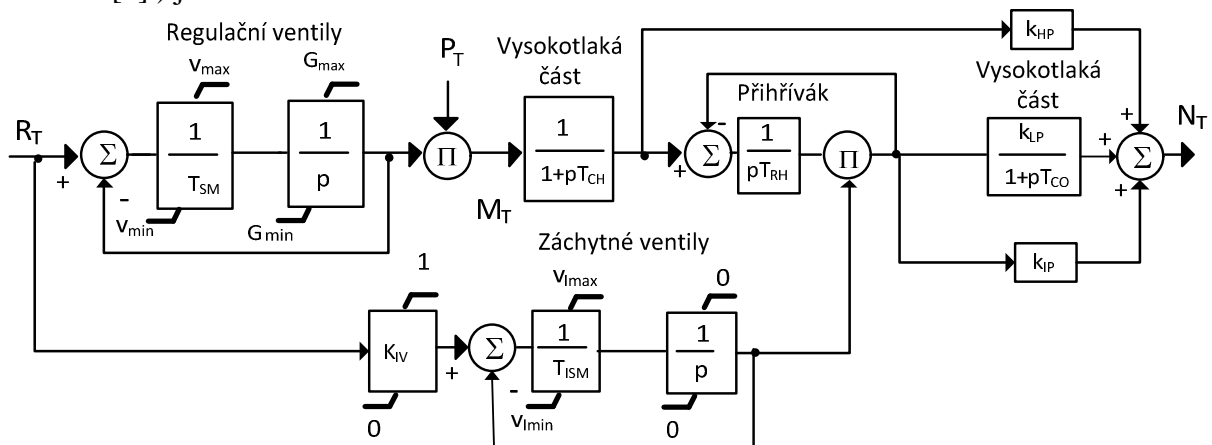 Regulační ventily
v_max
G_max
P_T
Vysokotlaká
část
k_HP
Přihřívák
Vysokotlaká
část
R_T
+
-
Σ
1
T_SM
1
p
Π
1
1+pT_CH
+
-
Σ
1
pT_RH
Π
k_LP
1+pT_CO
+
+
+
Σ
N_T
v_min
G min
M_T
Záchytné ventily
k_IP
1
v_Imax
0
K_IV
+
-
Σ
1
T_ISM
1
p
0
v_Imin
0